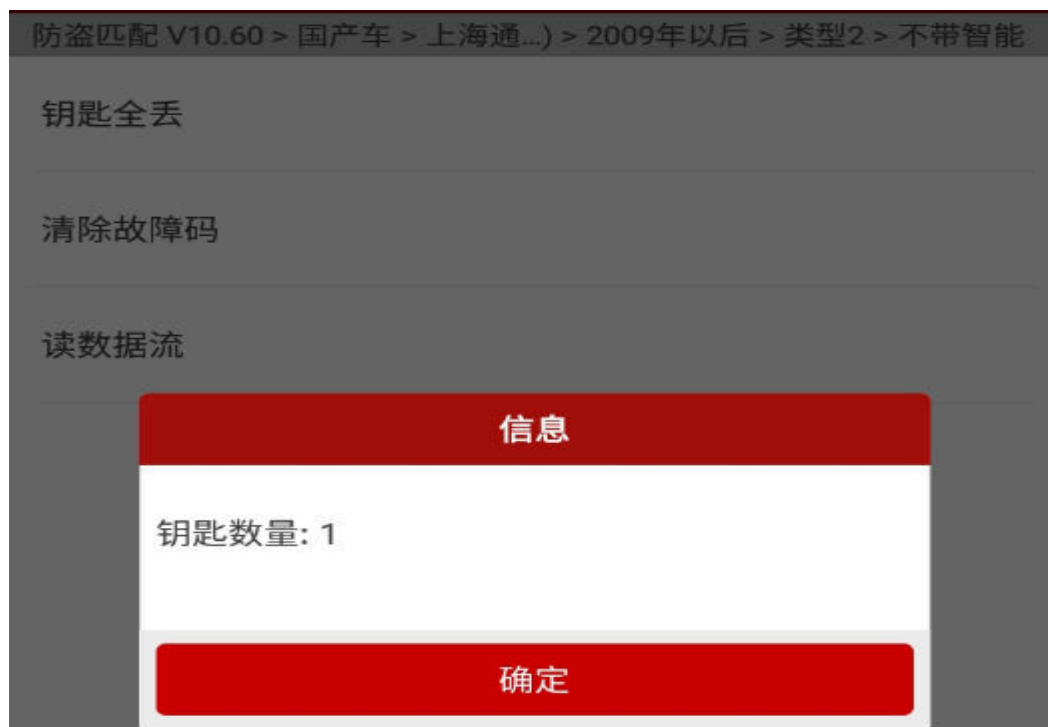 防盗匹配 V10.60 > 国产车 > 上海通...) > 2009年以后 > 类型2 > 不带智能
钥匙全丢
清除故障码
读数据流
信息
钥匙数量: 1
确定